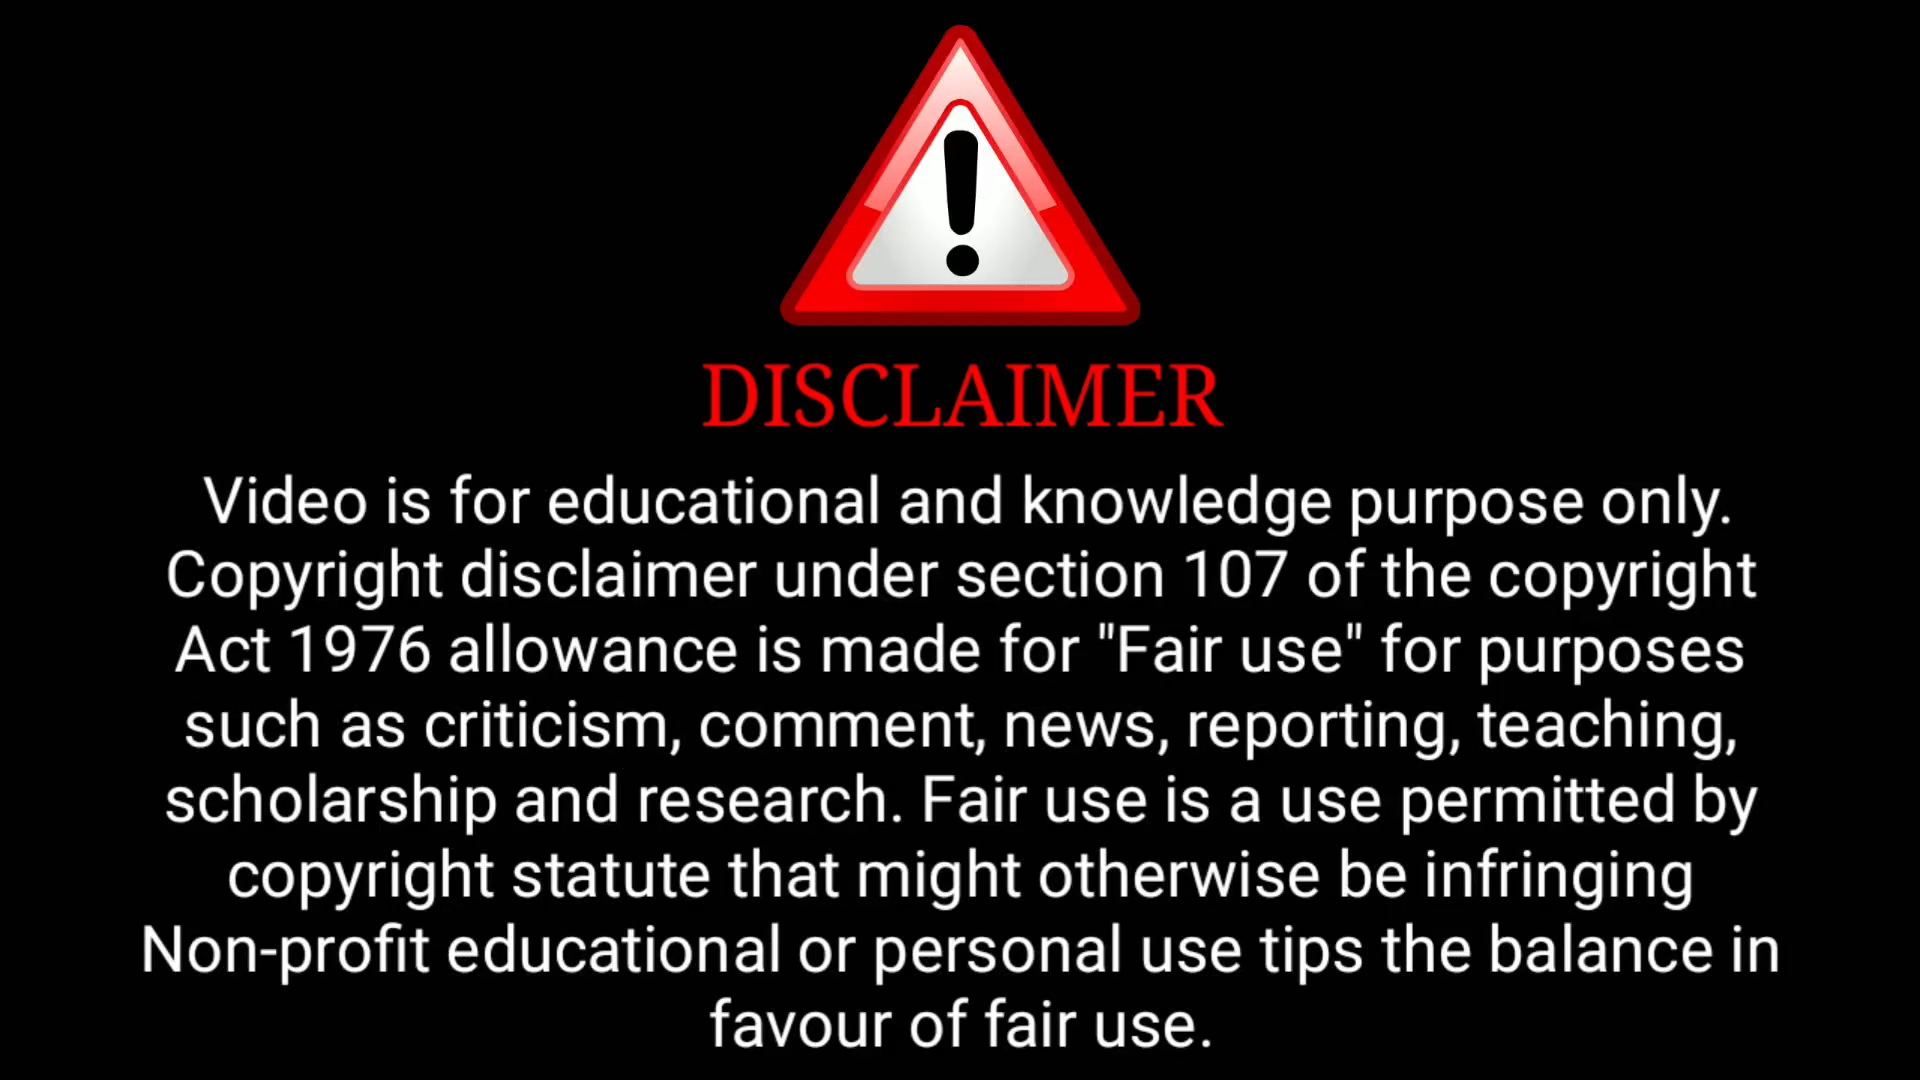 DISCLAIMER
Video is for educational and knowledge purpose only.
Copyright disclaimer under section 107 of the copyright
Act 1976 allowance is made for "Fair use" for purposes
such as criticism, comment, news, reporting, teaching,
scholarship and research. Fair use is a use permitted by
copyright statute that might otherwise be infringing
Non-profit educational or personal use tips the balance in
favour of fair use.